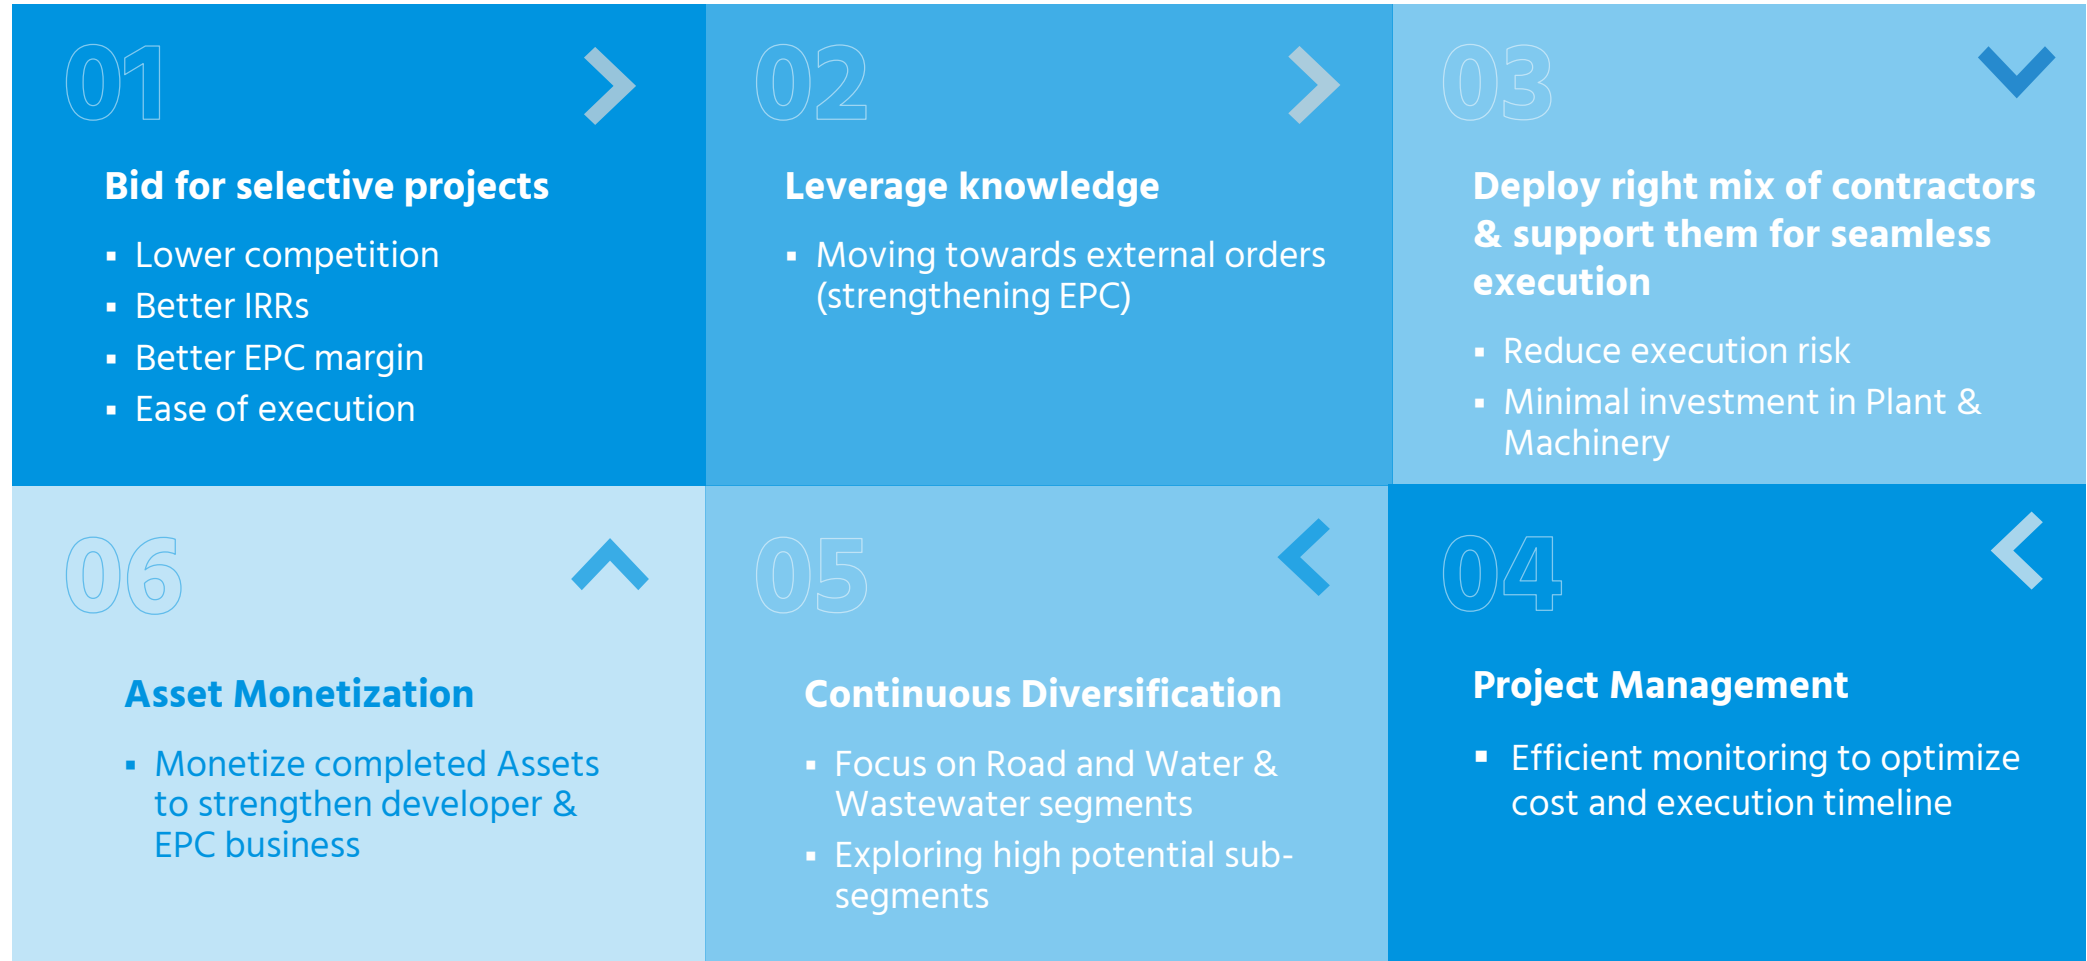 01
Bid for selective projects
▪ Lower competition
▪ Better IRRs
▪ Better EPC margin
▪ Ease of execution
02
Leverage knowledge
▪ Moving towards external orders
(strengthening EPC)
03
Deploy right mix of contractors
& support them for seamless
execution
▪ Reduce execution risk
▪ Minimal investment in Plant &
Machinery
04
Project Management
▪ Efficient monitoring to optimize
cost and execution timeline
05
Continuous Diversification
▪ Focus on Road and Water &
Wastewater segments
▪ Exploring high potential sub-
segments
06
Asset Monetization
▪ Monetize completed Assets
to strengthen developer &
EPC business